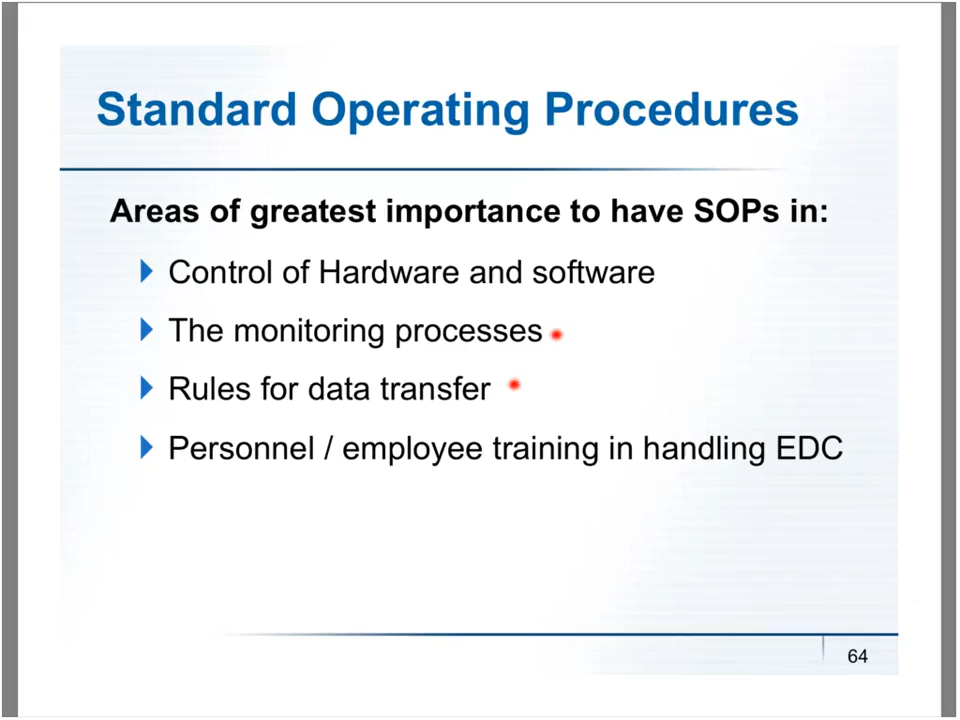 Standard Operating Procedures
Areas of greatest importance to have SOPs in:
Control of Hardware and software
The monitoring processes
Rules for data transfer
Personnel / employee training in handling EDC
64